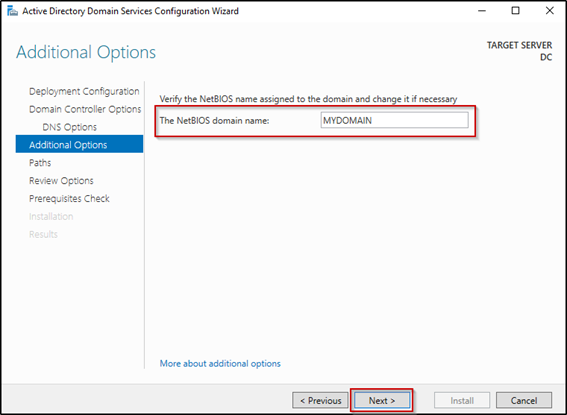 Active Directory Domain Services Configuration Wizard
Additional Options
TARGET SERVER
DC
Deployment Configuration
Domain Controller Options
DNS Options
Additional Options
Paths
Review Options
Prerequisites Check
Installation
Results
Verify the NetBIOS name assigned to the domain and change it if necessary
The NetBIOS domain name: MYDOMAIN
More about additional options
< Previous Next > Install Cancel